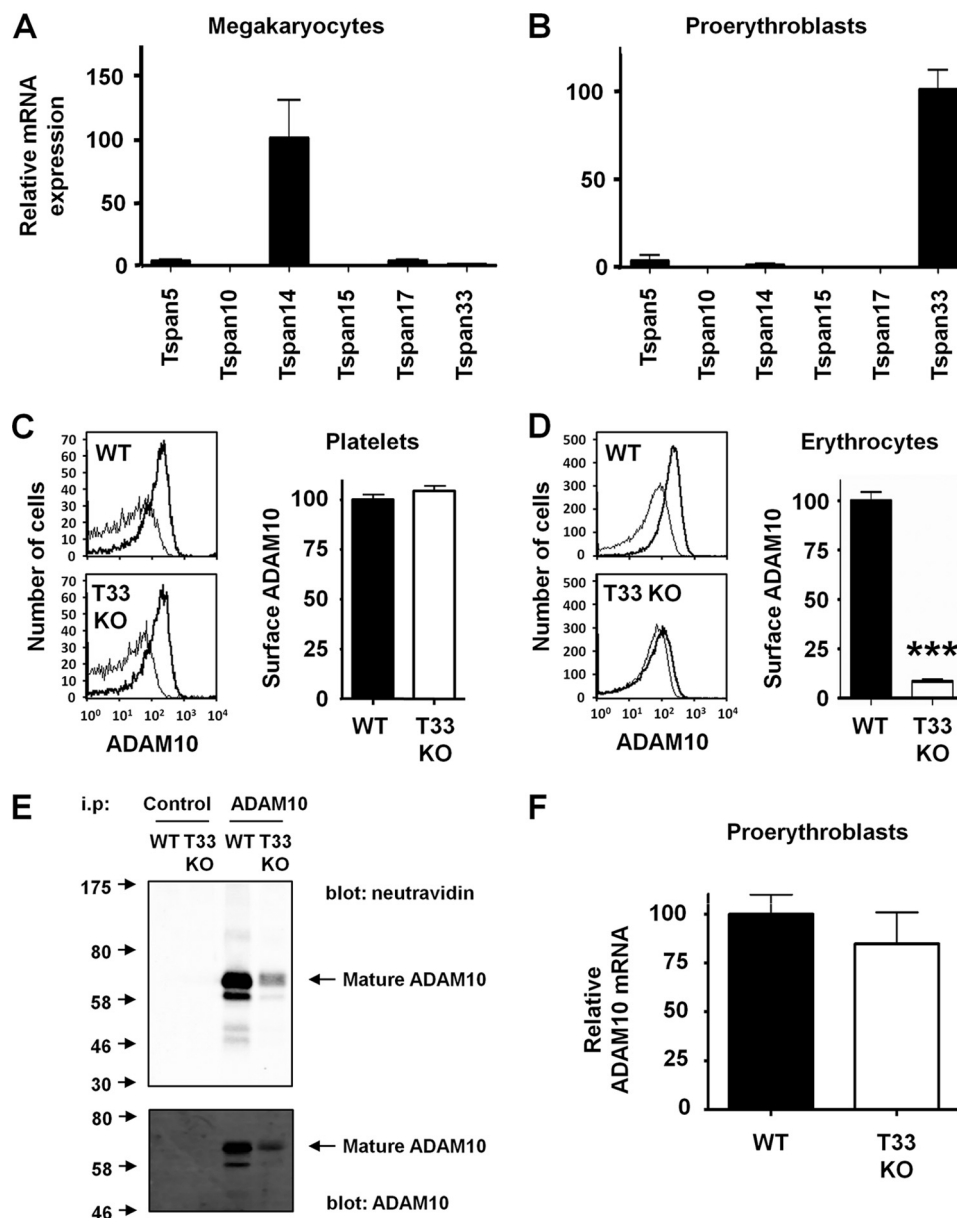 A
Megakaryocytes
Relative mRNA
expression
150
100
50
0
Tspan5
Tspan10
Tspan14
Tspan15
Tspan17
Tspan33
B
Proerythroblasts
100
50
0
Tspan5
Tspan10
Tspan14
Tspan15
Tspan17
Tspan33
C
Number of cells
70
60
50
40
30
20
10
0
WT
70
60
50
40
30
20
10
0
T33
KO
10⁰ 10¹ 10² 10³ 10⁴
ADAM10
Platelets
Surface ADAM10
100
75
50
25
0
WT T33
KO
D
Number of cells
500
400
300
200
100
0
WT
500
400
300
200
100
0
T33 KO
10⁰ 10¹ 10² 10³ 10⁴
ADAM10
Erythrocytes
Surface ADAM10
100
75
50
25
0
***
WT T33
KO
E
i.p: Control ADAM10
WT T33 WT T33
KO KO
175
80
58
46
30
blot: neutravidin
Mature ADAM10
80
58
46
Mature ADAM10
blot: ADAM10
F
Proerythroblasts
Relative
ADAM10 mRNA
100
75
50
25
0
WT T33
KO